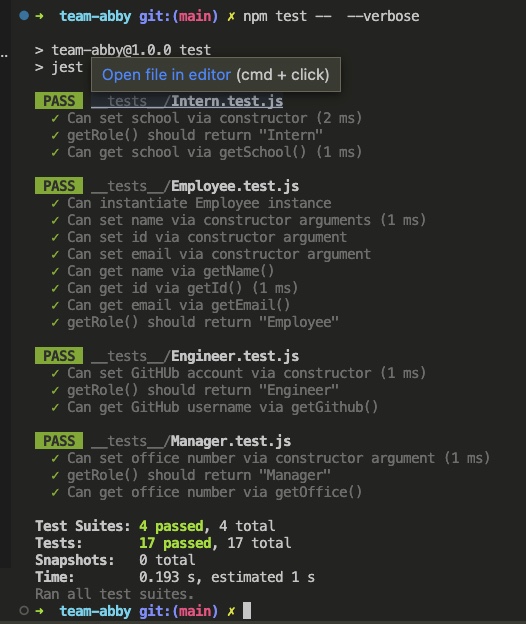 ➜ team-abby git:(main) ✗ npm test -- --verbose
> team-abby@1.0.0 test
> jest
Open file in editor (cmd + click)
PASS __tests__/Intern.test.js
✓ Can set school via constructor (2 ms)
✓ getRole() should return "Intern"
✓ Can get school via getSchool() (1 ms)
PASS __tests__/Employee.test.js
✓ Can instantiate Employee instance
✓ Can set name via constructor arguments (1 ms)
✓ Can set id via constructor argument
✓ Can set email via constructor argument
✓ Can get name via getName()
✓ Can get id via getId() (1 ms)
✓ Can get email via getEmail()
✓ getRole() should return "Employee"
PASS __tests__/Engineer.test.js
✓ Can set GitHUb account via constructor (1 ms)
✓ getRole() should return "Engineer"
✓ Can get GitHub username via getGithub()
PASS __tests__/Manager.test.js
✓ Can set office number via constructor argument (1 ms)
✓ getRole() should return "Manager"
✓ Can get office number via getOffice()
Test Suites: 4 passed, 4 total
Tests: 17 passed, 17 total
Snapshots: 0 total
Time: 0.193 s, estimated 1 s
Ran all test suites.
➜ team-abby git:(main) ✗